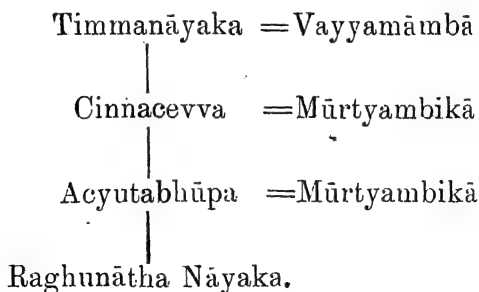 Timmanāyaka = Vayyamāmbā
Cinnacevva = Mūrtyambikā
Acyutabhūpa = Mūrtyambikā
Raghunātha Nāyaka.